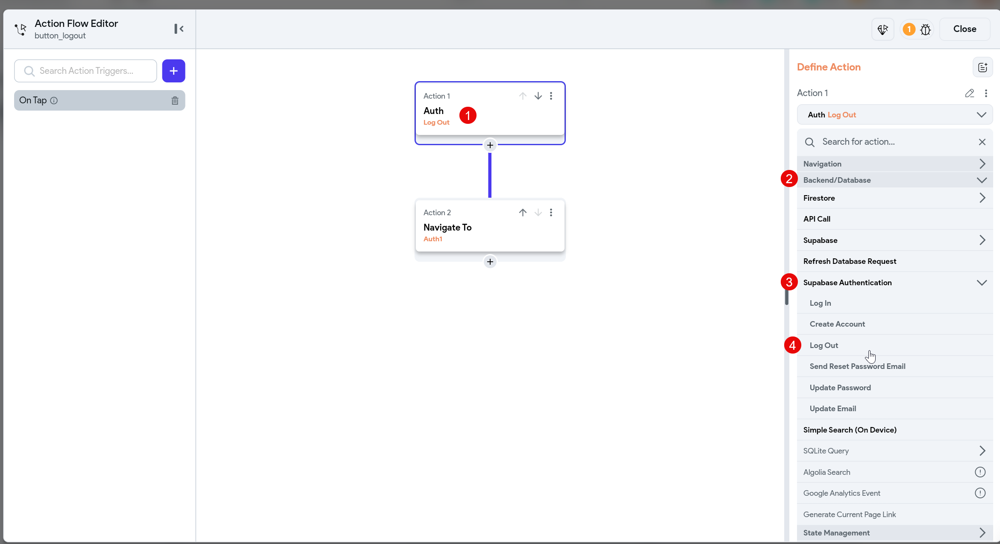 Action Flow Editor
button_logout
1
Close
Search Action Triggers...
+
On Tap
Action 1
Auth
Log Out
1
Action 2
Navigate To
Auth1
Define Action
Action 1
Auth Log Out
Search for action...
Navigation
2
Backend/Database
Firestore
API Call
Supabase
Refresh Database Request
3
Supabase Authentication
Log In
Create Account
4
Log Out
Send Reset Password Email
Update Password
Update Email
Simple Search (On Device)
SQLite Query
Algolia Search
Google Analytics Event
Generate Current Page Link
State Management